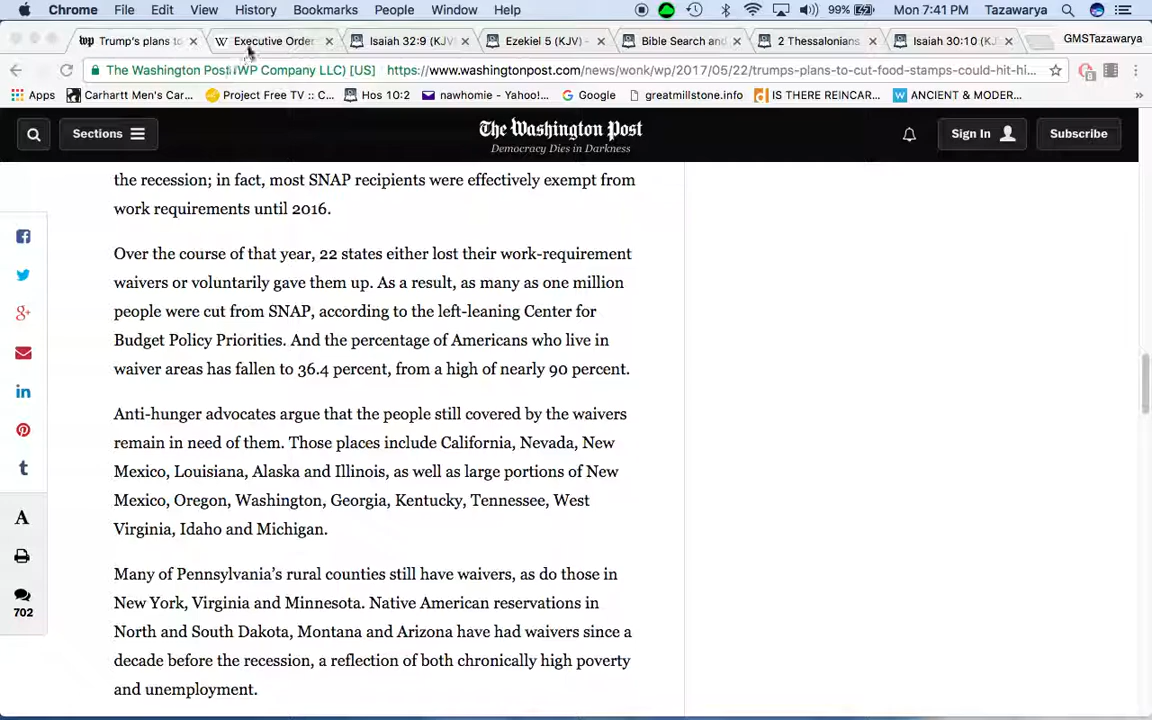 Chrome File Edit View History Bookmarks People Window Help 99% Mon 7:41 PM Tazawarya
wp Trump's plans to W Executive Order Isaiah 32:9 (KJV Ezekiel 5 (KJV) - Bible Search and 2 Thessalonians Isaiah 30:10 (KJ GMSTazawarya
The Washington Post (WP Company LLC) [US] https://www.washingtonpost.com/news/wonk/wp/2017/05/22/trumps-plans-to-cut-food-stamps-could-hit-hi...
Apps Carhartt Men's Car... Project Free TV :: C... Hos 10:2 nawhomie - Yahoo!... Google greatmillstone.info IS THERE REINCAR... ANCIENT & MODER... »
Sections The Washington Post Sign In Subscribe
Democracy Dies in Darkness
the recession; in fact, most SNAP recipients were effectively exempt from
work requirements until 2016.
Over the course of that year, 22 states either lost their work-requirement
waivers or voluntarily gave them up. As a result, as many as one million
people were cut from SNAP, according to the left-leaning Center for
Budget Policy Priorities. And the percentage of Americans who live in
waiver areas has fallen to 36.4 percent, from a high of nearly 90 percent.
Anti-hunger advocates argue that the people still covered by the waivers
remain in need of them. Those places include California, Nevada, New
Mexico, Louisiana, Alaska and Illinois, as well as large portions of New
Mexico, Oregon, Washington, Georgia, Kentucky, Tennessee, West
Virginia, Idaho and Michigan.
Many of Pennsylvania's rural counties still have waivers, as do those in
New York, Virginia and Minnesota. Native American reservations in
North and South Dakota, Montana and Arizona have had waivers since a
decade before the recession, a reflection of both chronically high poverty
and unemployment.
A
702